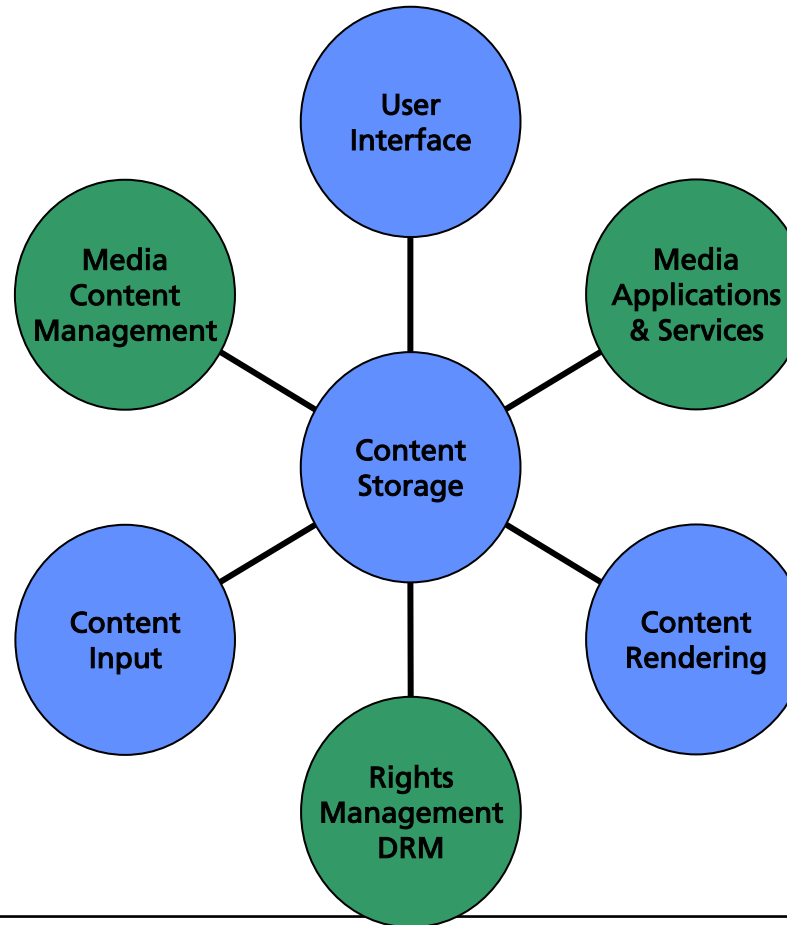 User
Interface
Media
Content
Management
Media
Applications
& Services
Content
Storage
Content
Input
Content
Rendering
Rights
Management
DRM